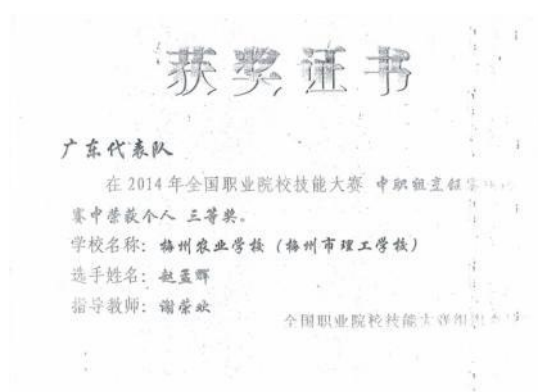 获奖证书
广东代表队
在 2014 年全国职业院校技能大赛 中职组烹饪
赛中荣获个人 三等奖。
学校名称：梅州农业学校（梅州市理工学校）
选手姓名：赵孟辉
指导教师：谢荣欢
全国职业院校技能大赛组